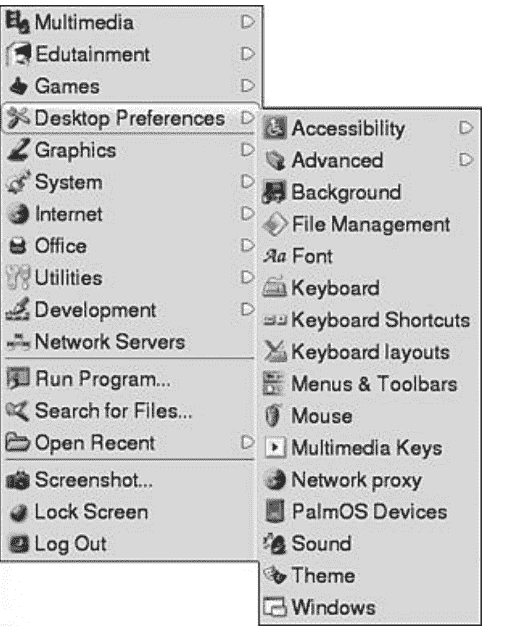 Multimedia
Edutainment
Games
Desktop Preferences
Graphics
System
Internet
Office
Utilities
Development
Network Servers
Run Program...
Search for Files...
Open Recent
Screenshot...
Lock Screen
Log Out
Accessibility
Advanced
Background
File Management
Aa Font
Keyboard
Keyboard Shortcuts
Keyboard layouts
Menus & Toolbars
Mouse
Multimedia Keys
Network proxy
PalmOS Devices
Sound
Theme
Windows